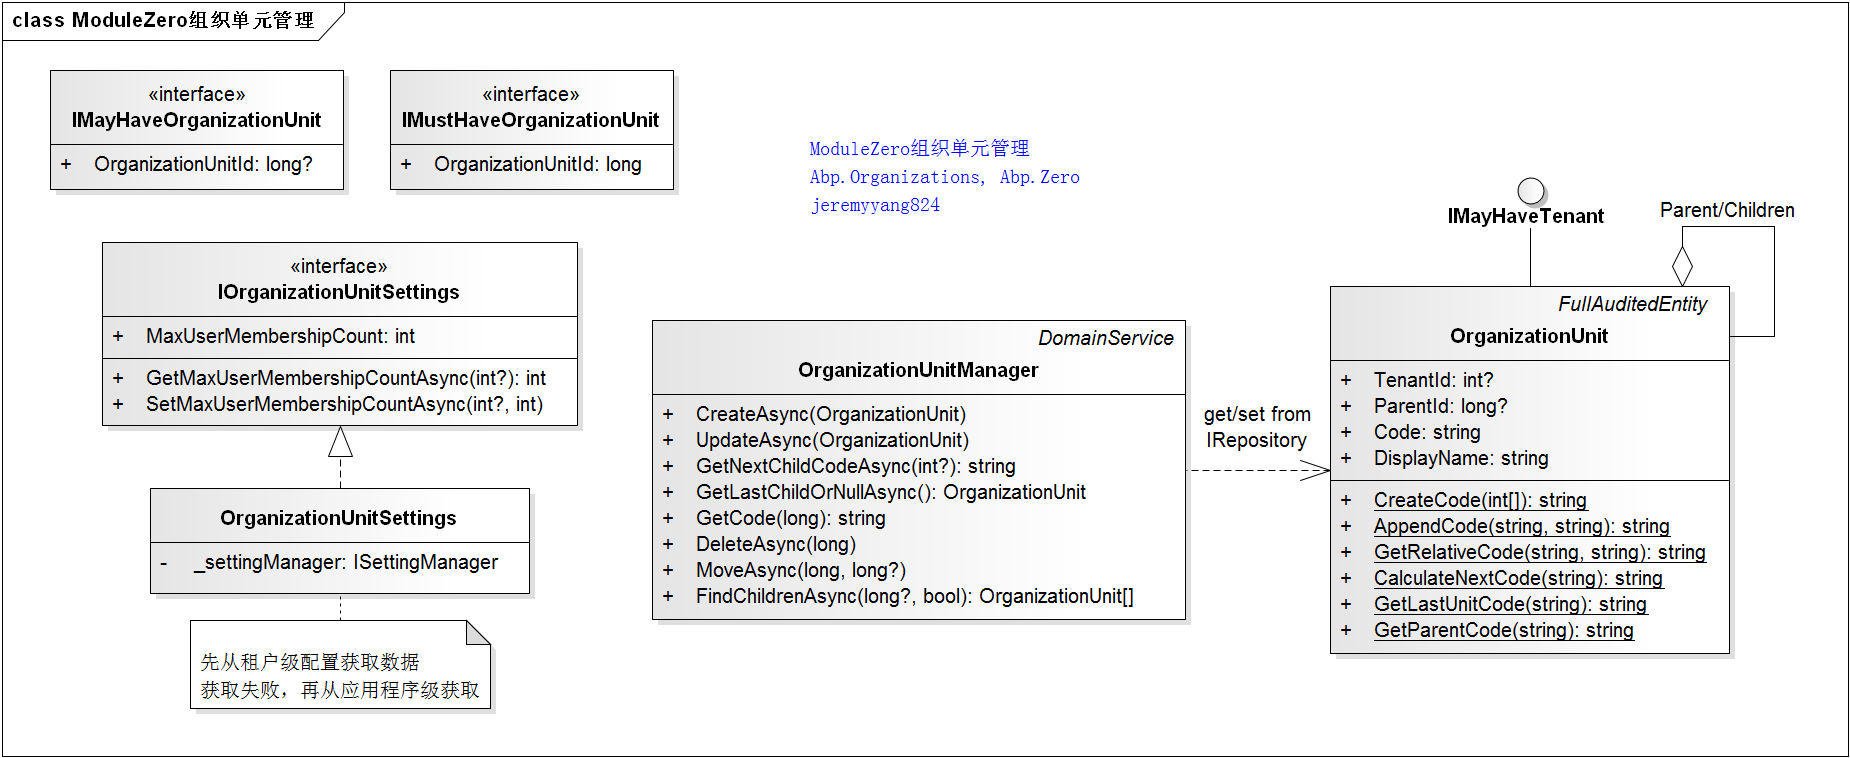 class ModuleZero组织单元管理
«interface»
IMayHaveOrganizationUnit
+ OrganizationUnitId: long?
«interface»
IMustHaveOrganizationUnit
+ OrganizationUnitId: long
ModuleZero组织单元管理
Abp.Organizations, Abp.Zero
jeremyyang824
IMayHaveTenant
Parent/Children
«interface»
IOrganizationUnitSettings
+ MaxUserMembershipCount: int
+ GetMaxUserMembershipCountAsync(int?): int
+ SetMaxUserMembershipCountAsync(int?, int)
OrganizationUnitSettings
- _settingManager: ISettingManager
先从租户级配置获取数据
获取失败，再从应用程序级获取
DomainService
OrganizationUnitManager
+ CreateAsync(OrganizationUnit)
+ UpdateAsync(OrganizationUnit)
+ GetNextChildCodeAsync(int?): string
+ GetLastChildOrNullAsync(): OrganizationUnit
+ GetCode(long): string
+ DeleteAsync(long)
+ MoveAsync(long, long?)
+ FindChildrenAsync(long?, bool): OrganizationUnit[]
get/set from
IRepository
FullAuditedEntity
OrganizationUnit
+ TenantId: int?
+ ParentId: long?
+ Code: string
+ DisplayName: string
+ CreateCode(int[]): string
+ AppendCode(string, string): string
+ GetRelativeCode(string, string): string
+ CalculateNextCode(string): string
+ GetLastUnitCode(string): string
+ GetParentCode(string): string